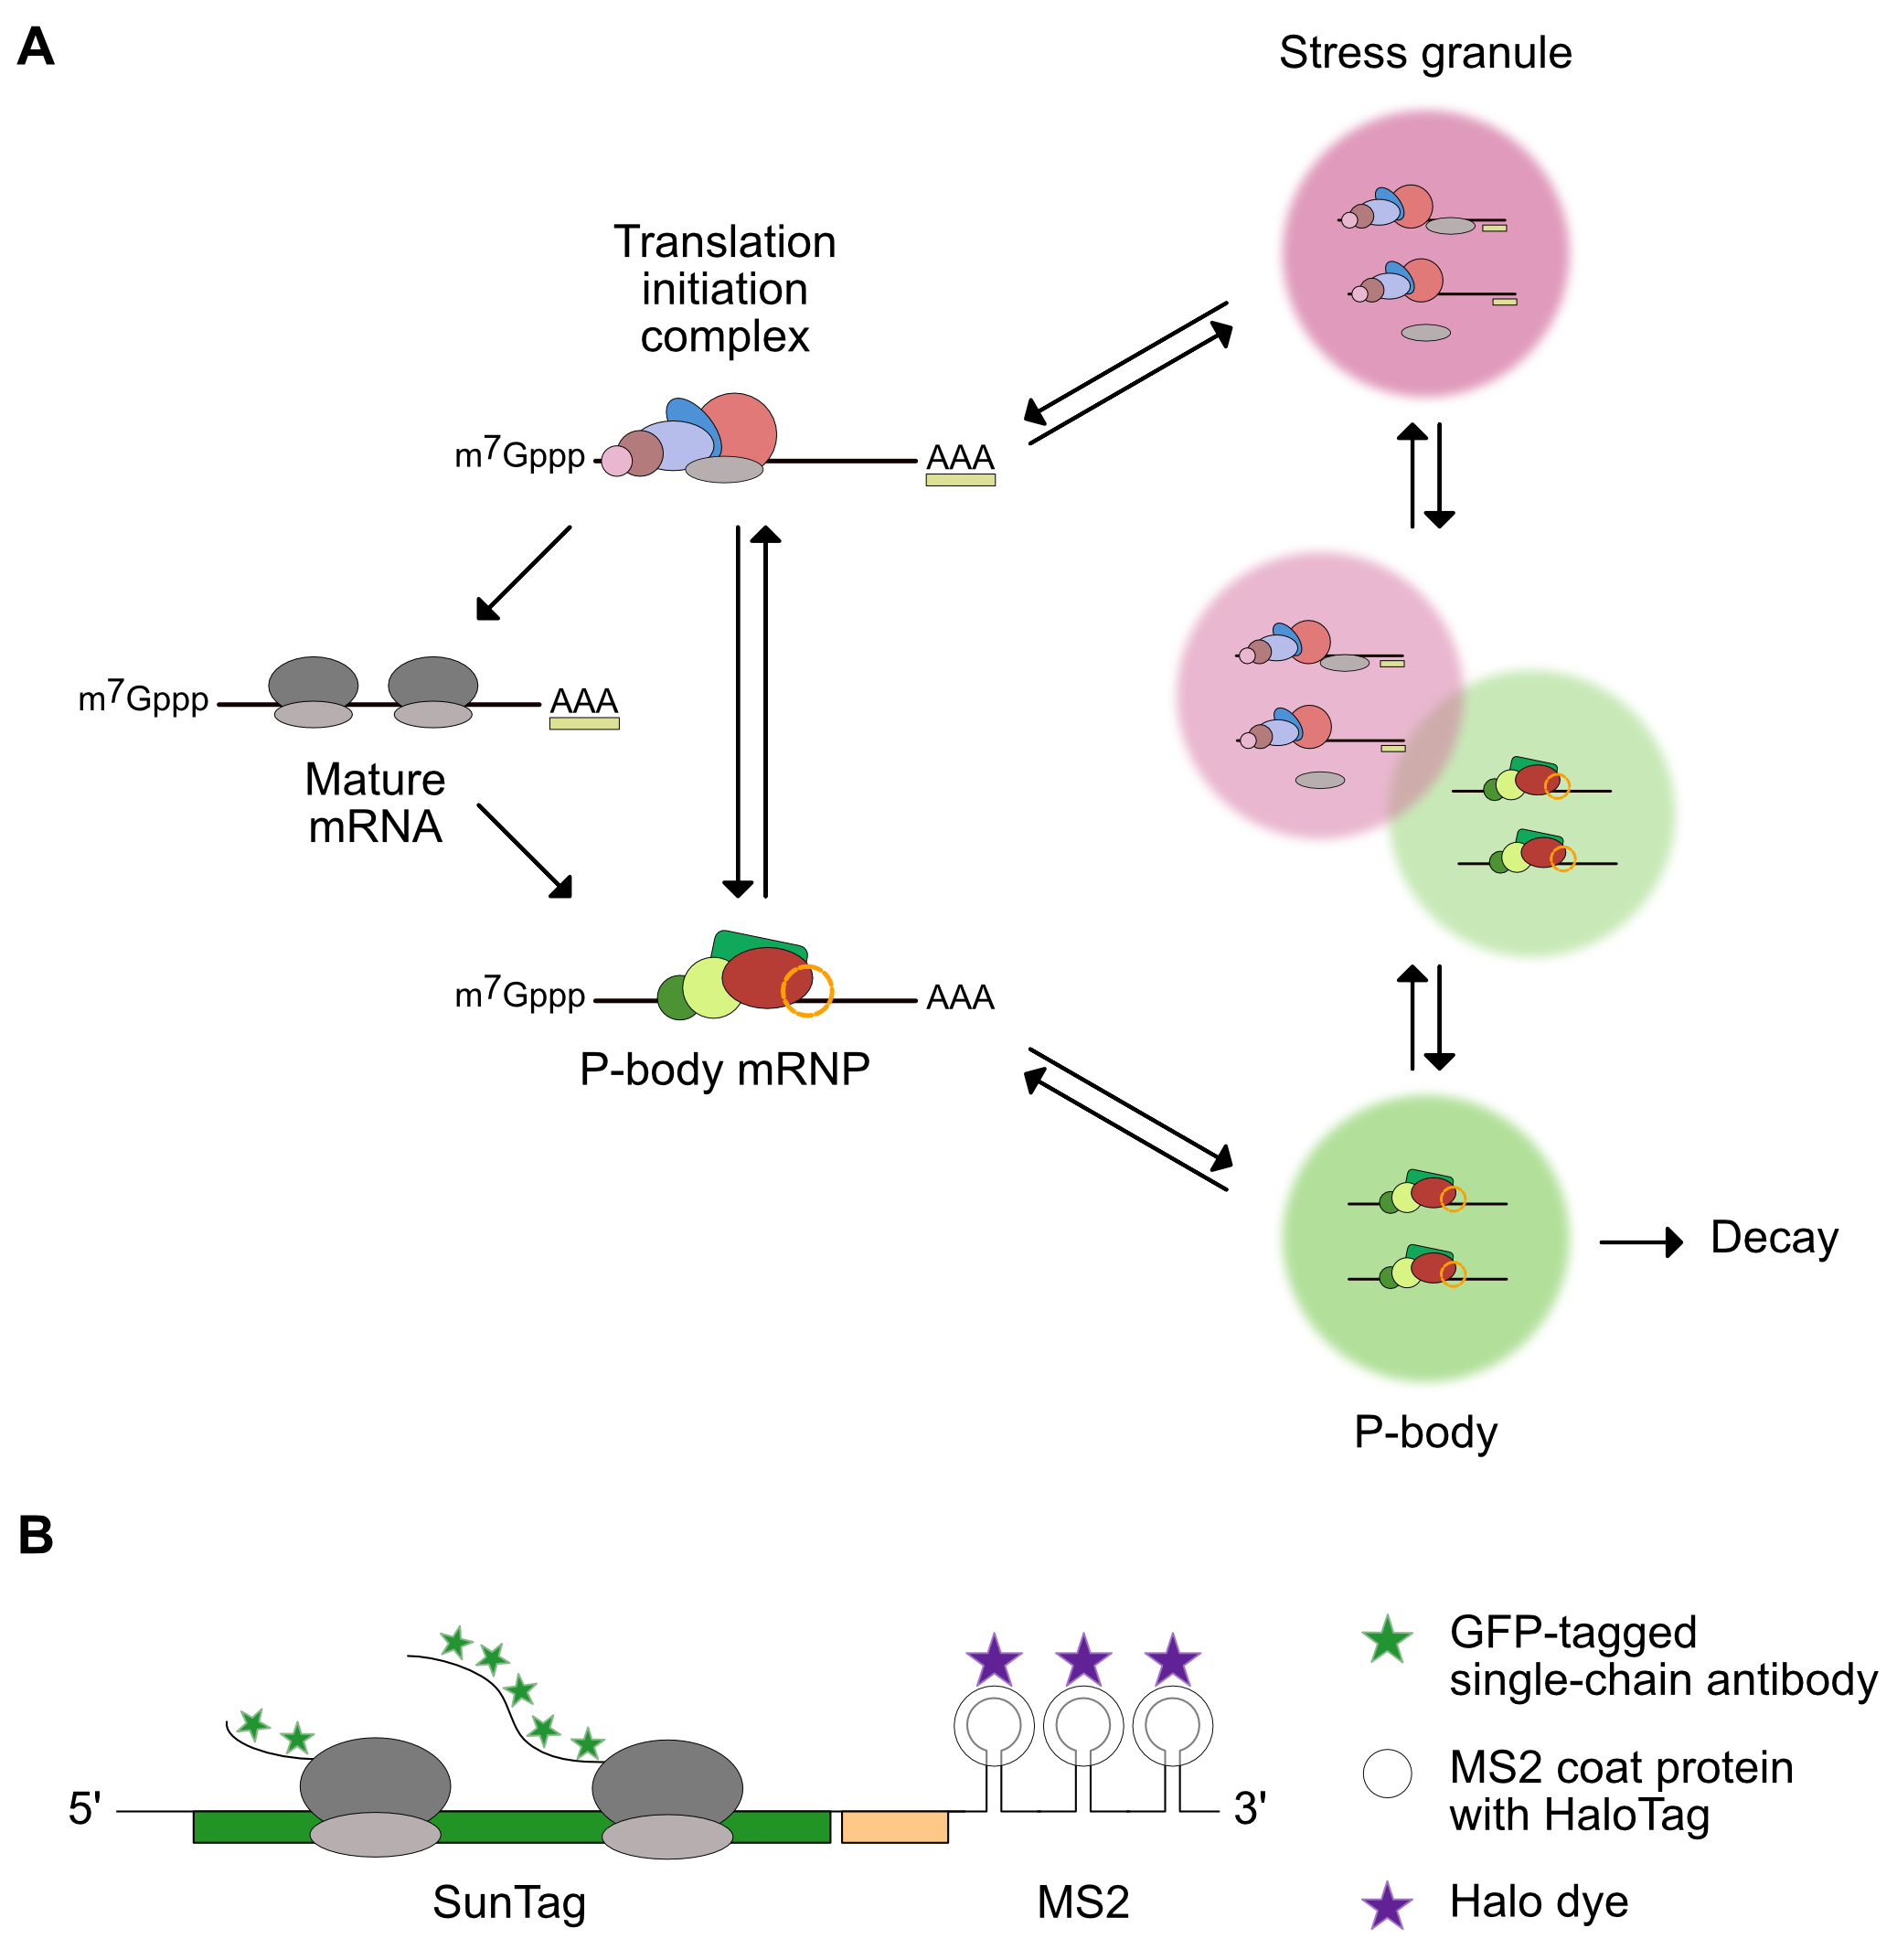 A
Stress granule
Translation
initiation
complex
m⁷Gppp
AAA
m⁷Gppp
AAA
Mature
mRNA
m⁷Gppp
AAA
P-body mRNP
Decay
P-body
B
GFP-tagged
single-chain antibody
MS2 coat protein
with HaloTag
5'
3'
SunTag
MS2
Halo dye